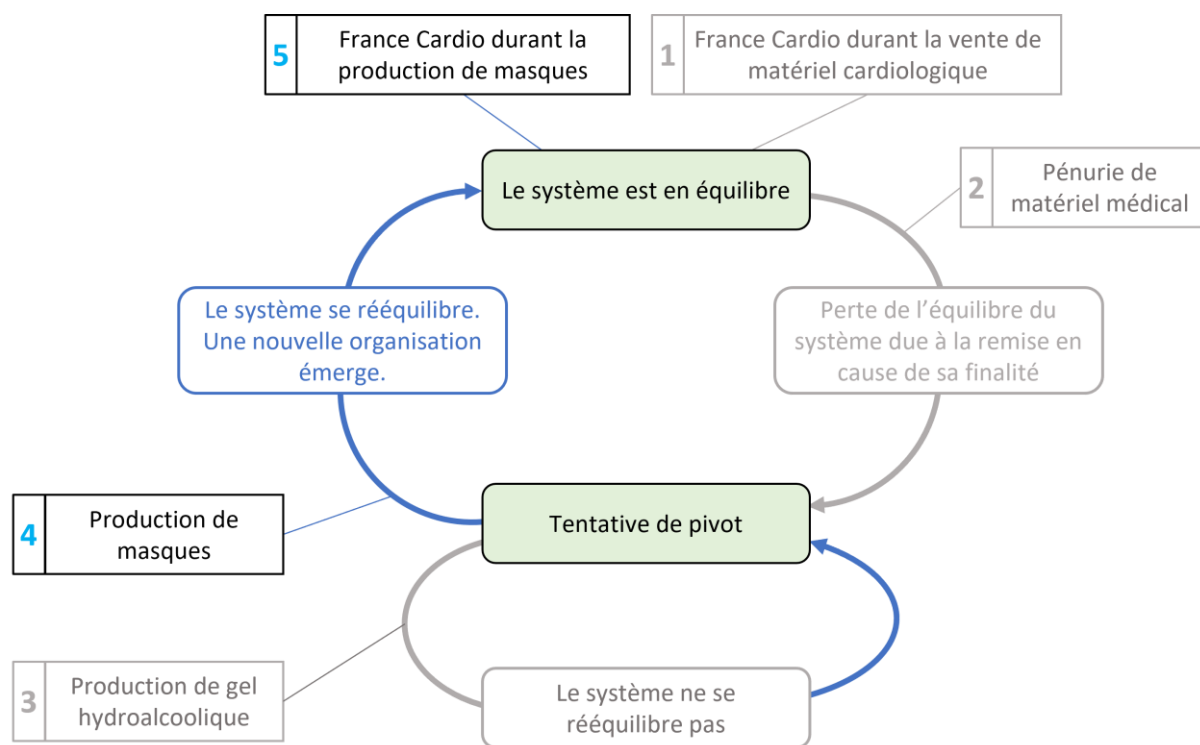 5
France Cardio durant la
production de masques
1
France Cardio durant la vente de
matériel cardiologique
Le système est en équilibre
2
Pénurie de
matériel médical
Le système se rééquilibre.
Une nouvelle organisation
émerge.
Perte de l’équilibre du
système due à la remise en
cause de sa finalité
4
Production de
masques
Tentative de pivot
3
Production de gel
hydroalcoolique
Le système ne se
rééquilibre pas